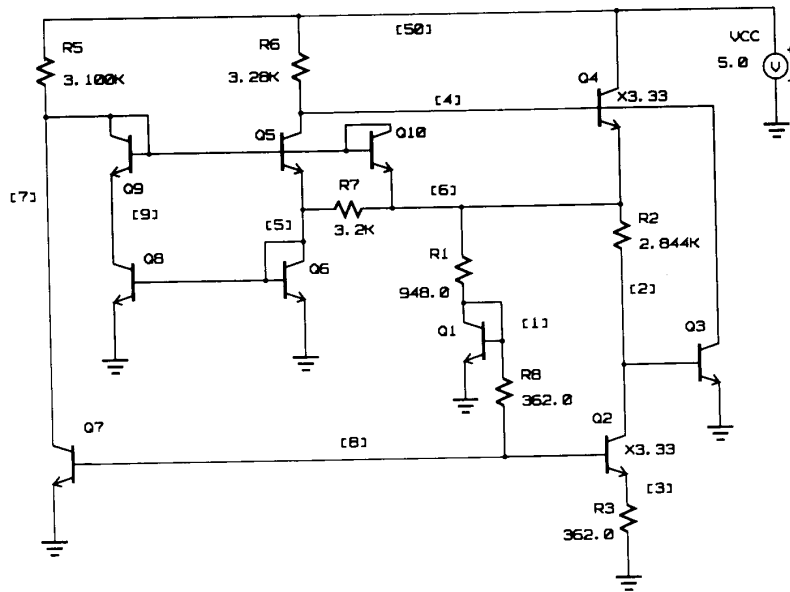 [50]
VCC
5.0
V
R5
3.100K
R6
3.28K
Q4
X3.33
[4]
Q5
Q10
Q9
[7]
[9]
[5]
R7
3.2K
[6]
R2
2.844K
Q8
Q6
R1
948.0
[2]
Q1
[1]
Q3
R8
362.0
Q2
X3.33
Q7
[8]
[3]
R3
362.0